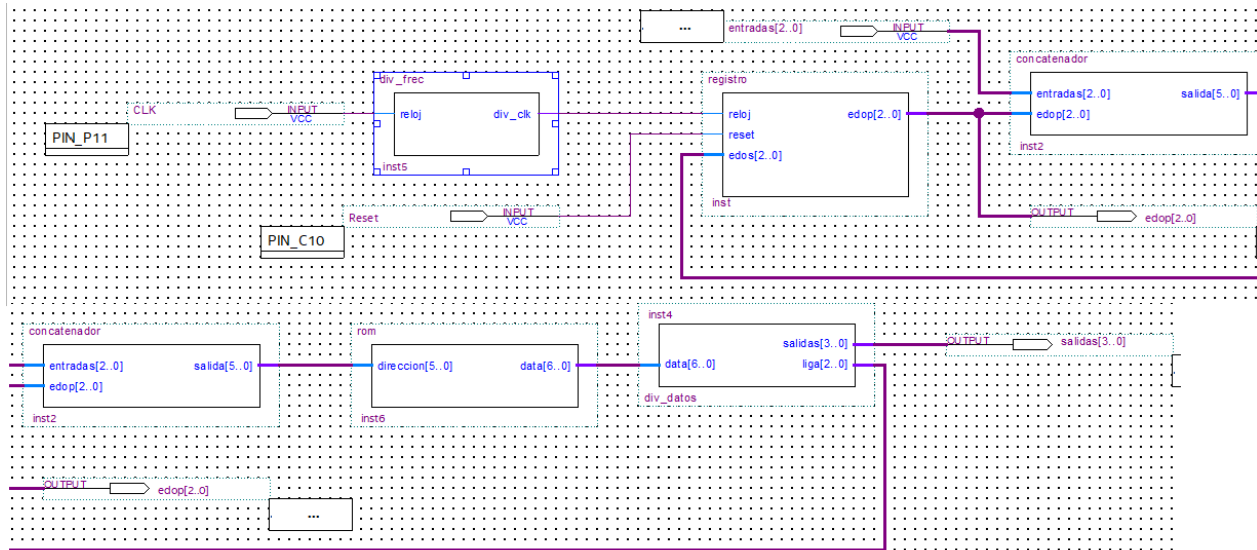 ...
entradas[2..0]
INPUT
VCC
concatenador
entradas[2..0]
salida[5..0]
edop[2..0]
inst2
div_frec
reloj
div_clk
inst5
registro
reloj
edop[2..0]
reset
edos[2..0]
inst
CLK
INPUT
VCC
PIN_P11
Reset
INPUT
VCC
PIN_C10
OUTPUT
edop[2..0]
concatenador
entradas[2..0]
salida[5..0]
edop[2..0]
inst2
rom
direccion[5..0]
data[6..0]
inst6
inst4
salidas[3..0]
data[6..0]
liga[2..0]
div_datos
OUTPUT
salidas[3..0]
OUTPUT
edop[2..0]
...